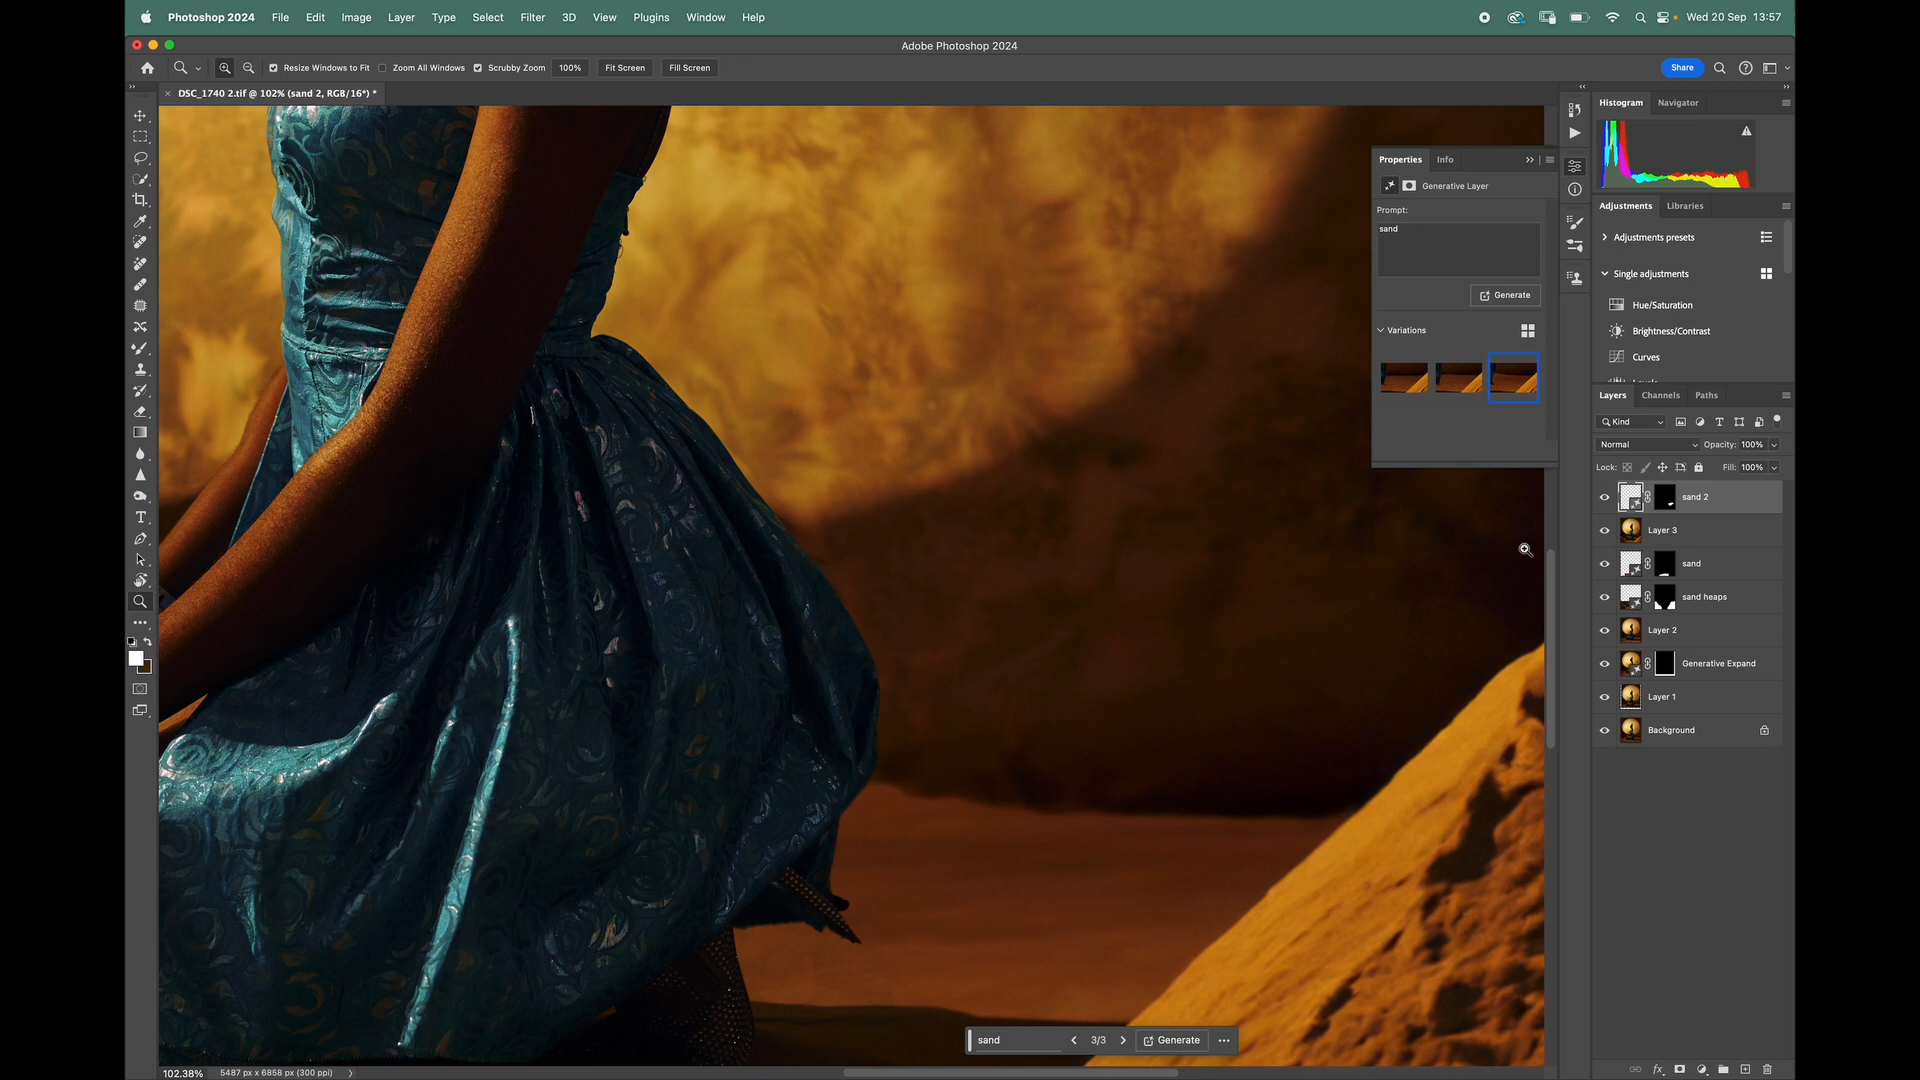 Photoshop 2024 File Edit Image Layer Type Select Filter 3D View Plugins Window Help Wed 20 Sep 13:57
Adobe Photoshop 2024
Resize Windows to Fit Zoom All Windows Scrubby Zoom 100% Fit Screen Fill Screen Share
DSC_1740 2.tif @ 102% (sand 2, RGB/16*) *
Histogram Navigator
Properties Info
Generative Layer
Prompt:
sand
Generate
Variations
Adjustments Libraries
Adjustments presets
Single adjustments
Hue/Saturation
Brightness/Contrast
Curves
Layers Channels Paths
Kind
Normal Opacity: 100%
Lock: Fill: 100%
sand 2
Layer 3
sand
sand heaps
Layer 2
Generative Expand
Layer 1
Background
sand 3/3 Generate
102.38% 5487 px x 6858 px (300 ppi)